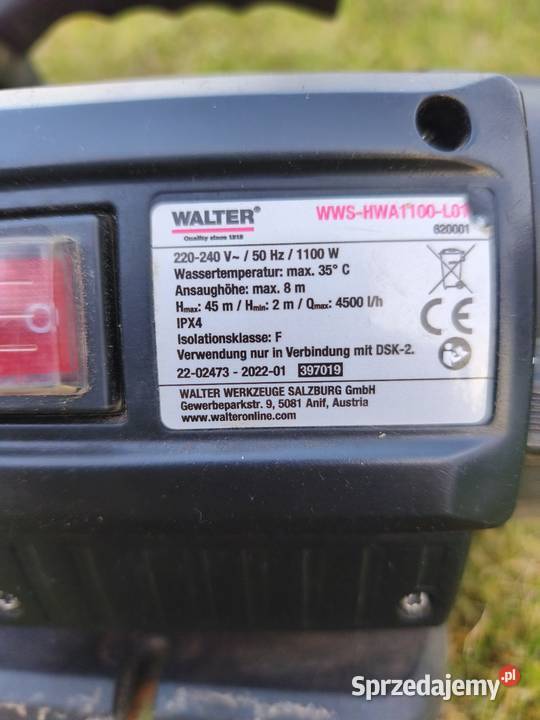 WALTER®
Quality since 1919
WWS-HWA1100-L01
620001
220-240 V~ / 50 Hz / 1100 W
Wassertemperatur: max. 35° C
Ansaughöhe: max. 8 m
Hmax: 45 m / Hmin: 2 m / Qmax: 4500 l/h
IPX4
Isolationsklasse: F
Verwendung nur in Verbindung mit DSK-2.
22-02473 - 2022-01 397019
WALTER WERKZEUGE SALZBURG GmbH
Gewerbeparkstr. 9, 5081 Anif, Austria
www.walteronline.com
CE
Sprzedajemy.pl